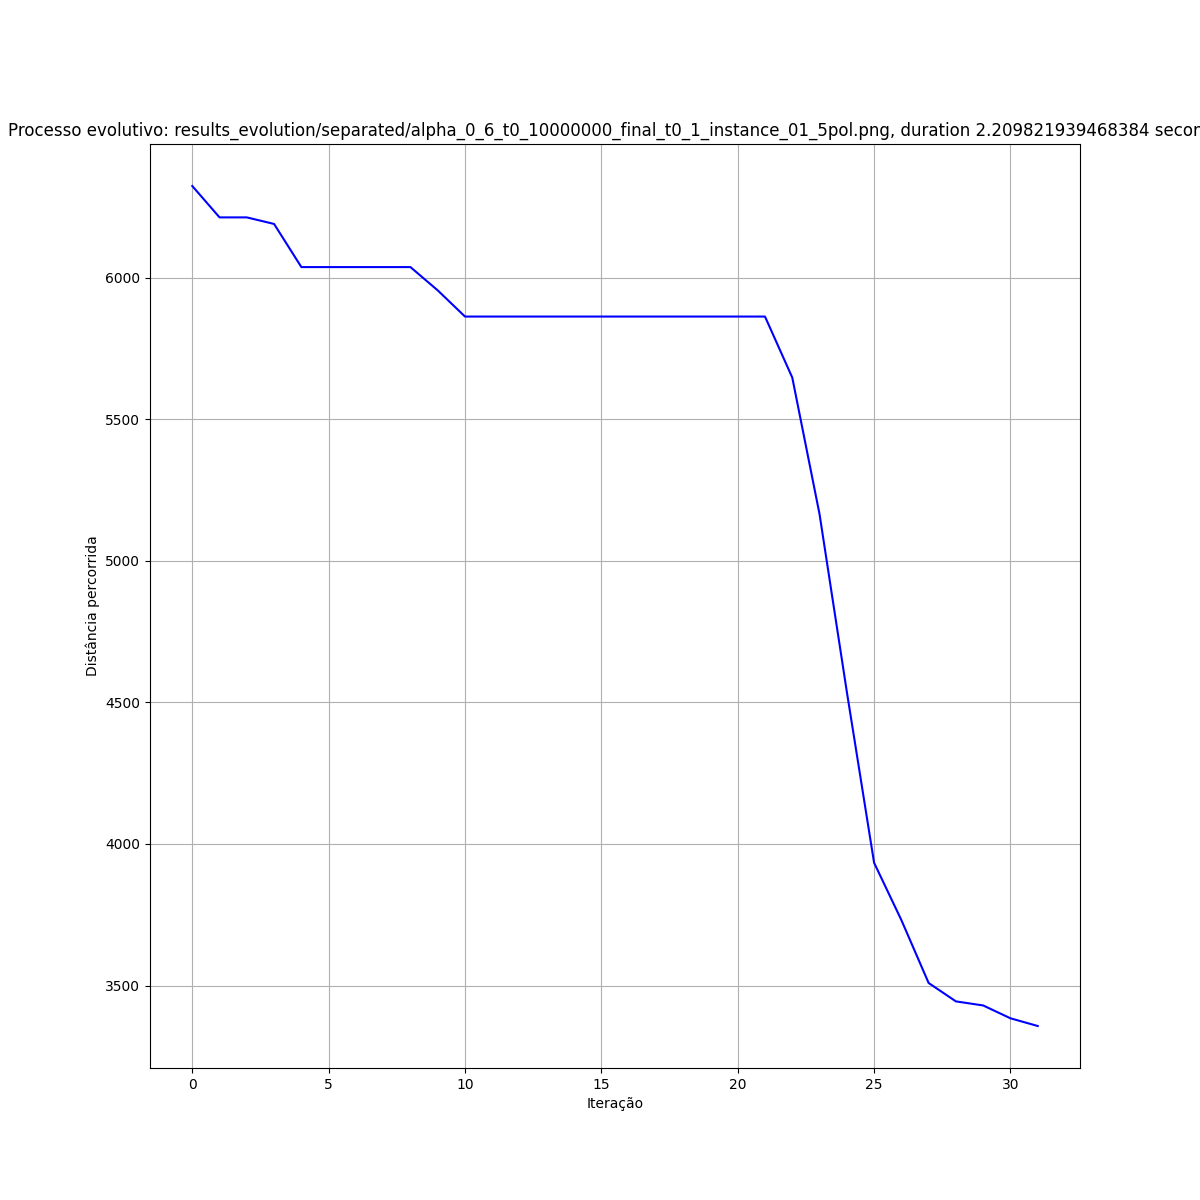 Processo evolutivo: results_evolution/separated/alpha_0_6_t0_10000000_final_t0_1_instance_01_5pol.png, duration 2.209821939468384 secon
6000
5500
5000
4500
4000
3500
Distância percorrida
0 5 10 15 20 25 30
Iteração